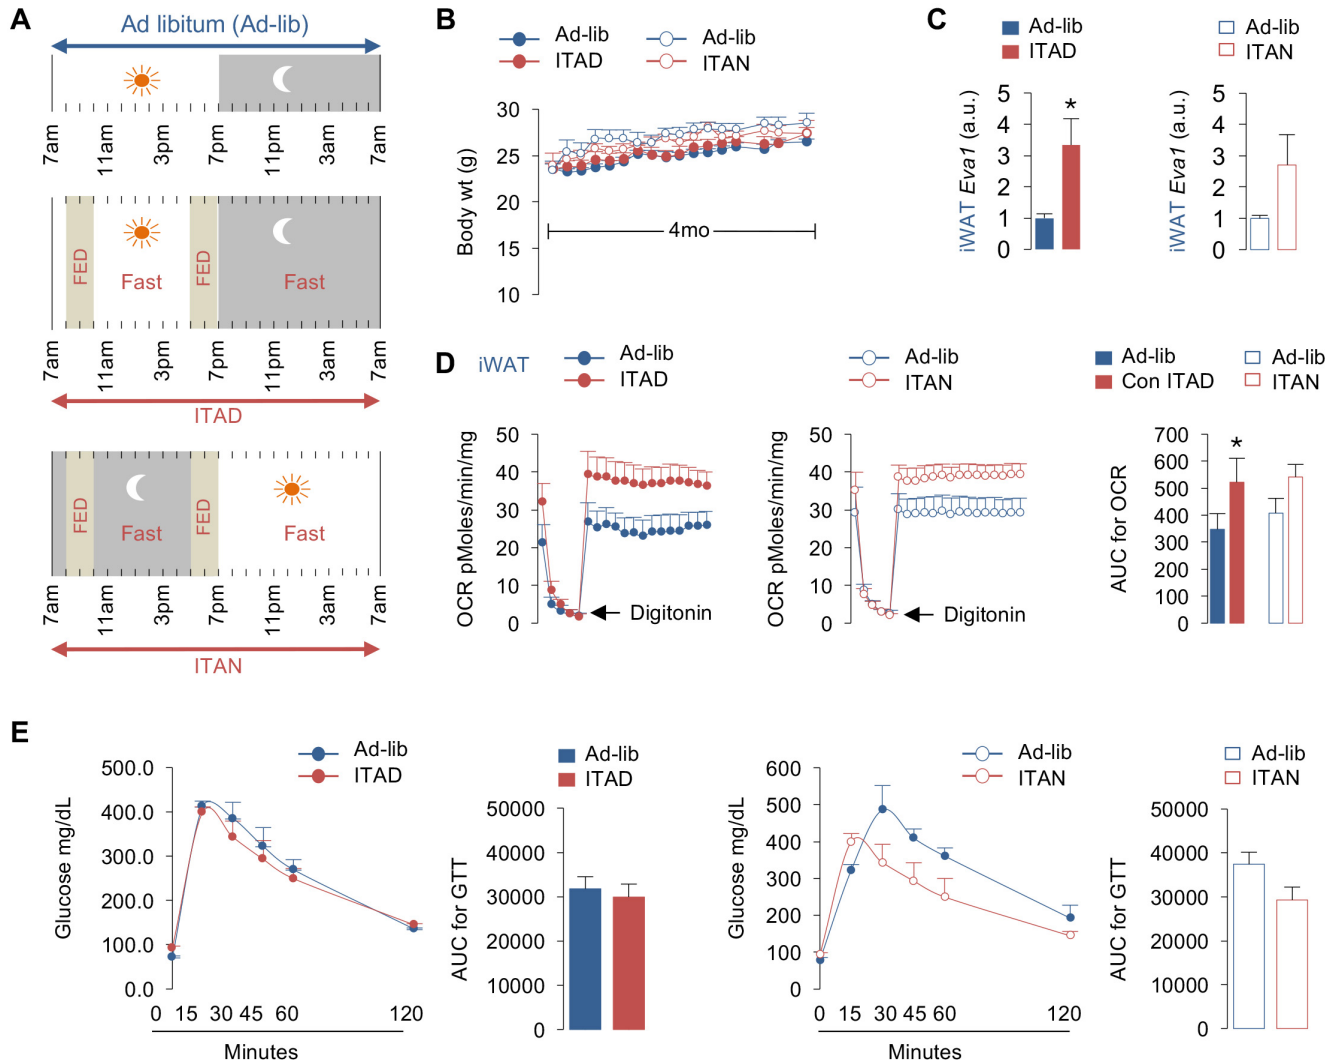 A
Ad libitum (Ad-lib)
7am 11am 3pm 7pm 11pm 3am 7am
FED Fast FED Fast
7am 11am 3pm 7pm 11pm 3am 7am
ITAD
FED Fast FED Fast
7am 11am 3pm 7pm 11pm 3am 7am
ITAN
B
Ad-lib Ad-lib
ITAD ITAN
Body wt (g)
30
25
20
15
10
4mo
C
Ad-lib
ITAD
iWAT Eva1 (a.u.)
5
4
3
2
1
0
*
Ad-lib
ITAN
iWAT Eva1 (a.u.)
5
4
3
2
1
0
D
iWAT
Ad-lib
ITAD
OCR pMoles/min/mg
50
40
30
20
10
0
Digitonin
Ad-lib
ITAN
OCR pMoles/min/mg
50
40
30
20
10
0
Digitonin
Ad-lib Ad-lib
Con ITAD ITAN
AUC for OCR
700
600
500
400
300
200
100
0
*
E
Ad-lib
ITAD
Glucose mg/dL
500.0
400.0
300.0
200.0
100.0
0.0
0 15 30 45 60 120
Minutes
Ad-lib
ITAD
AUC for GTT
50000
40000
30000
20000
10000
0
Ad-lib
ITAN
Glucose mg/dL
600
500
400
300
200
100
0
0 15 30 45 60 120
Minutes
Ad-lib
ITAN
AUC for GTT
50000
40000
30000
20000
10000
0